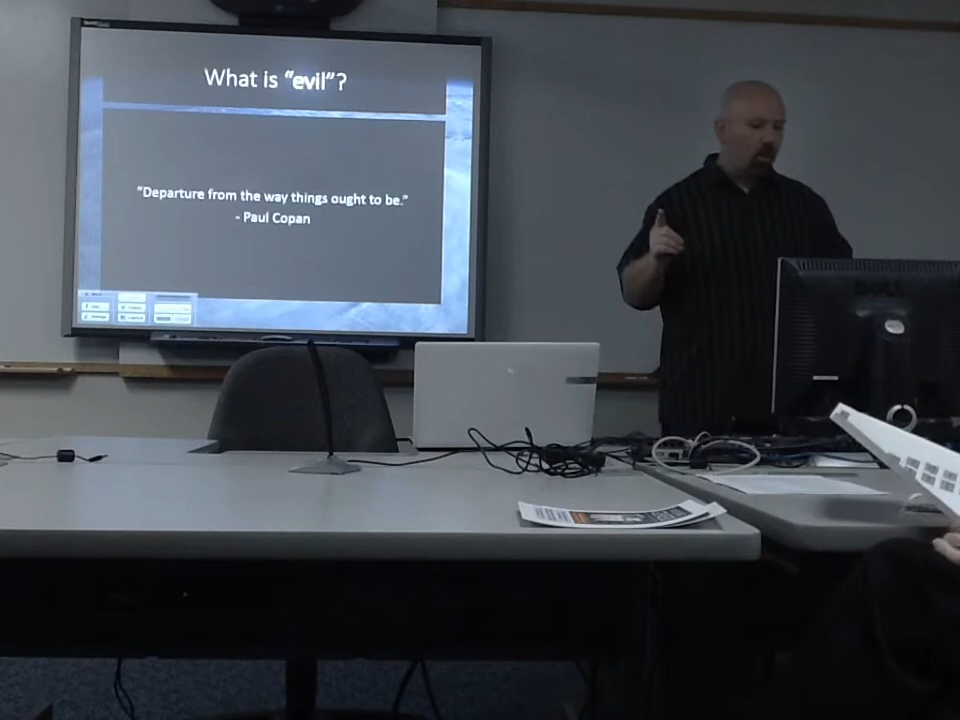 What is "evil"?
"Departure from the way things ought to be."
- Paul Copan
DELL